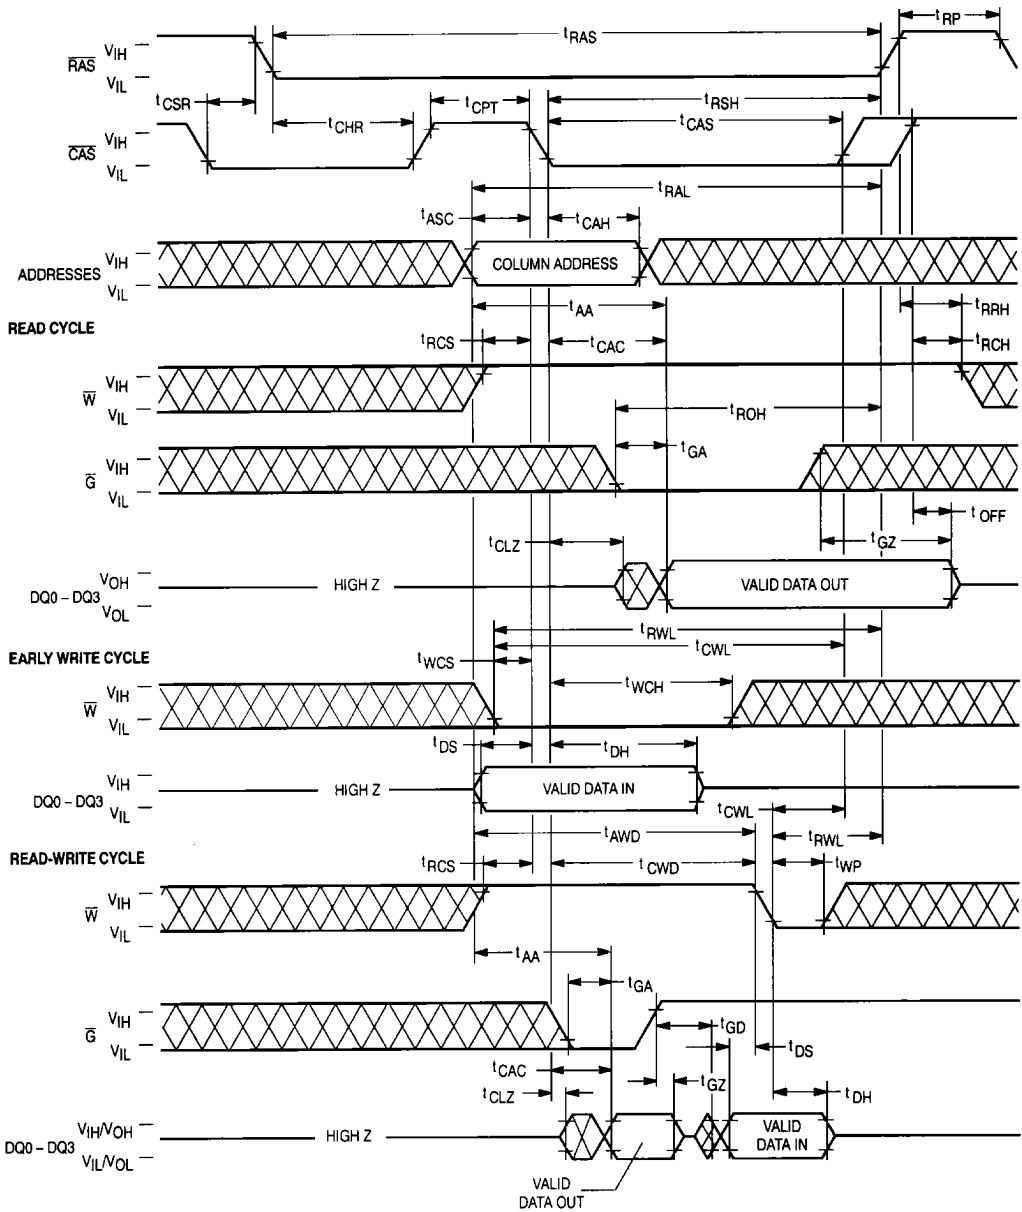 tRP
tRAS
RAS
VIH
VIL
tCSR
tCPT
tRSH
tCHR
tCAS
CAS
VIH
VIL
tRAL
tASC
tCAH
ADDRESSES
VIH
VIL
COLUMN ADDRESS
tAA
tRRH
READ CYCLE
tRCS
tCAC
tRCH
W
VIH
VIL
tROH
tGA
G
VIH
VIL
tOFF
tCLZ
tGZ
DQ0 – DQ3
VOH
VOL
HIGH Z
VALID DATA OUT
tRWL
tCWL
EARLY WRITE CYCLE
tWCS
tWCH
W
VIH
VIL
tDS
tDH
DQ0 – DQ3
VIH
VIL
HIGH Z
VALID DATA IN
tCWL
tAWD
tRWL
READ-WRITE CYCLE
tRCS
tCWD
tWP
W
VIH
VIL
tAA
tGA
G
VIH
VIL
tGD
tDS
tCAC
tGZ
tCLZ
tDH
DQ0 – DQ3
VIH/VOH
VIL/VOL
HIGH Z
VALID
DATA IN
VALID
DATA OUT